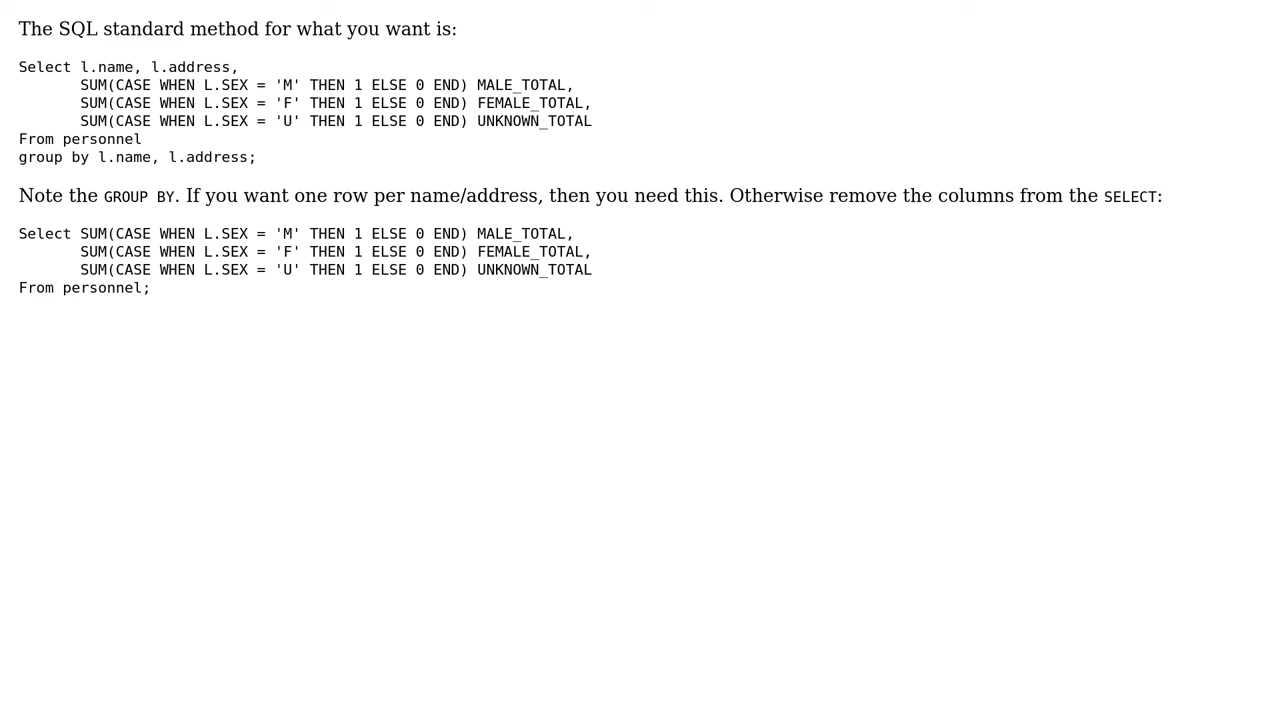 The SQL standard method for what you want is:
Select l.name, l.address,
       SUM(CASE WHEN L.SEX = 'M' THEN 1 ELSE 0 END) MALE_TOTAL,
       SUM(CASE WHEN L.SEX = 'F' THEN 1 ELSE 0 END) FEMALE_TOTAL,
       SUM(CASE WHEN L.SEX = 'U' THEN 1 ELSE 0 END) UNKNOWN_TOTAL
From personnel
group by l.name, l.address;
Note the GROUP BY. If you want one row per name/address, then you need this. Otherwise remove the columns from the SELECT:
Select SUM(CASE WHEN L.SEX = 'M' THEN 1 ELSE 0 END) MALE_TOTAL,
       SUM(CASE WHEN L.SEX = 'F' THEN 1 ELSE 0 END) FEMALE_TOTAL,
       SUM(CASE WHEN L.SEX = 'U' THEN 1 ELSE 0 END) UNKNOWN_TOTAL
From personnel;